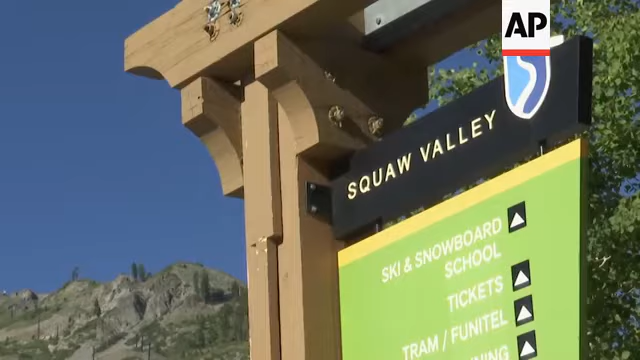 AP
SQUAW VALLEY
SKI & SNOWBOARD
SCHOOL
TICKETS
TRAM / FUNITEL